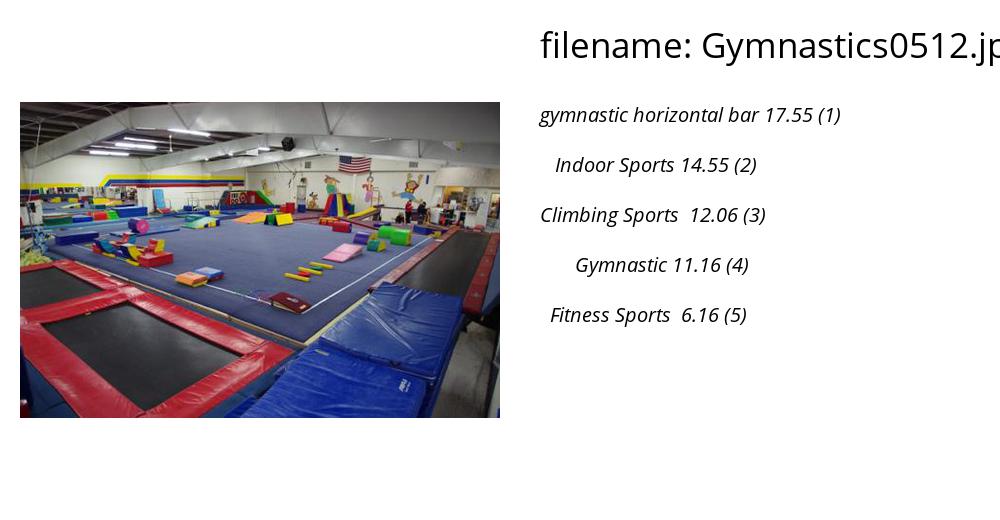 filename: Gymnastics0512.jp
gymnastic horizontal bar 17.55 (1)
Indoor Sports 14.55 (2)
Climbing Sports 12.06 (3)
Gymnastic 11.16 (4)
Fitness Sports 6.16 (5)